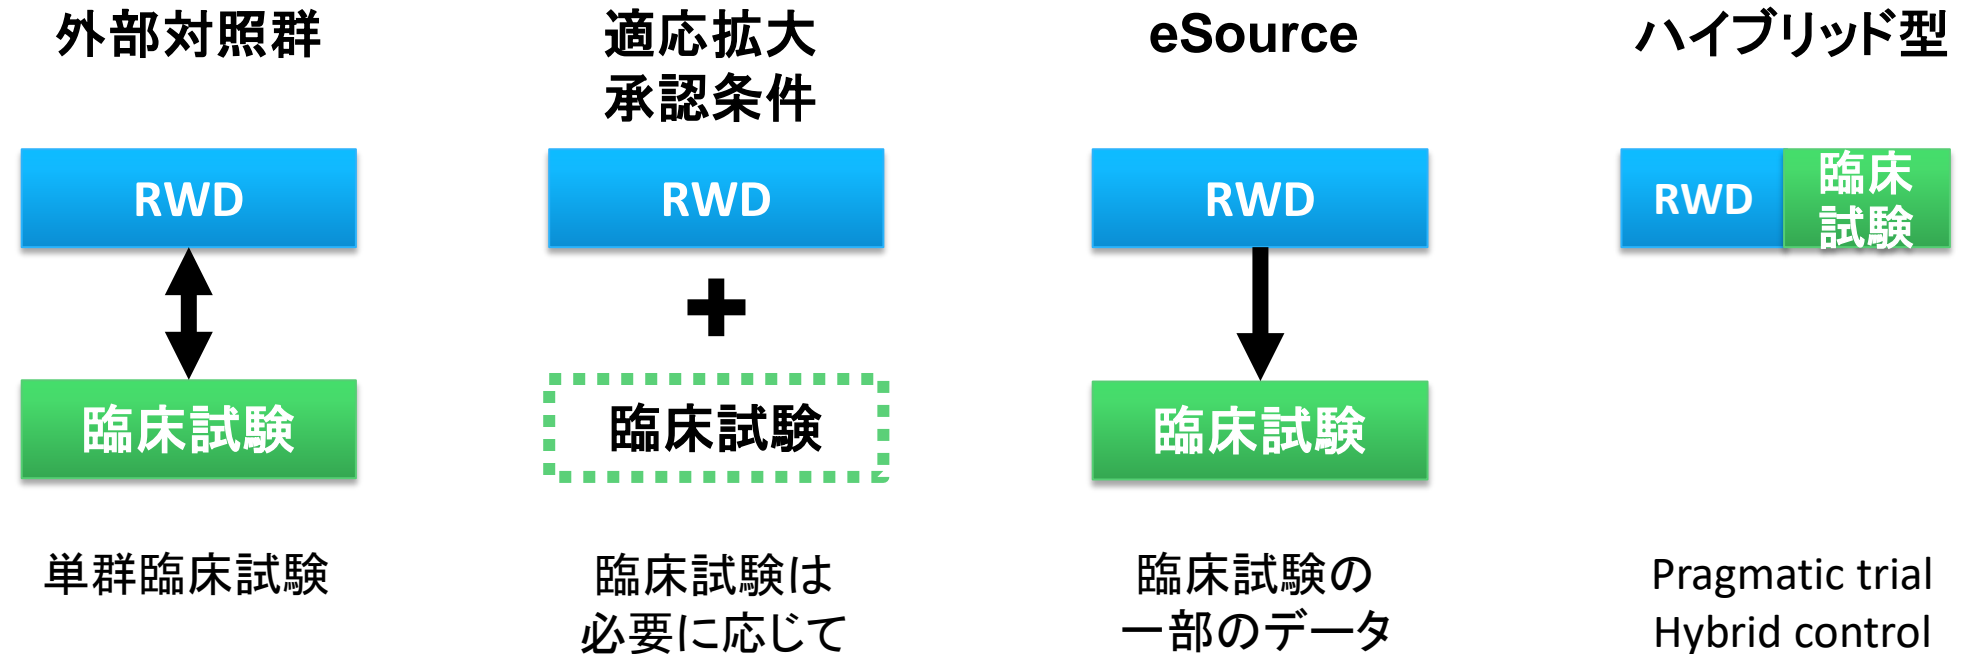 外部対照群
適応拡大
承認条件
eSource
ハイブリッド型
RWD
RWD
RWD
RWD
臨床
試験
臨床試験
臨床試験
臨床試験
単群臨床試験
臨床試験は
必要に応じて
臨床試験の
一部のデータ
Pragmatic trial
Hybrid control